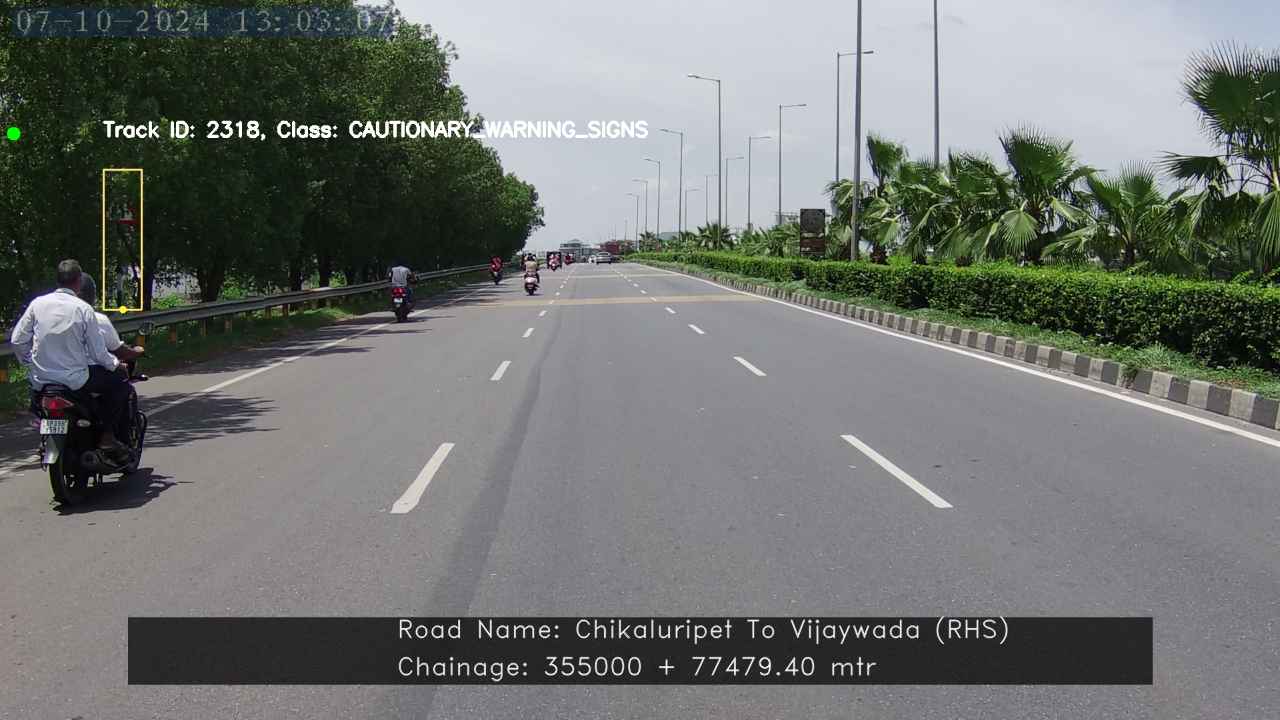 07-10-2024 13:03:07
Track ID: 2318, Class: CAUTIONARY_WARNING_SIGNS
Road Name: Chikaluripet To Vijaywada (RHS)
Chainage: 355000 + 77479.40 mtr